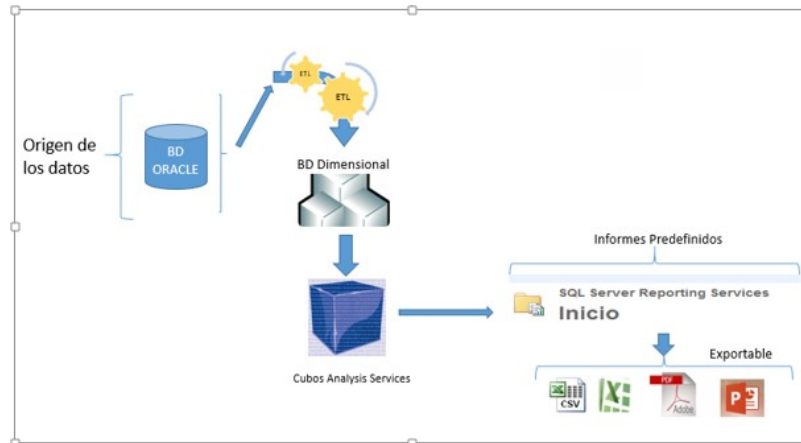 Origen de
los datos
BD
ORACLE
ETL
ETL
BD Dimensional
Cubos Analysis Services
Informes Predefinidos
SQL Server Reporting Services
Inicio
Exportable
CSV
PDF
Adobe
P